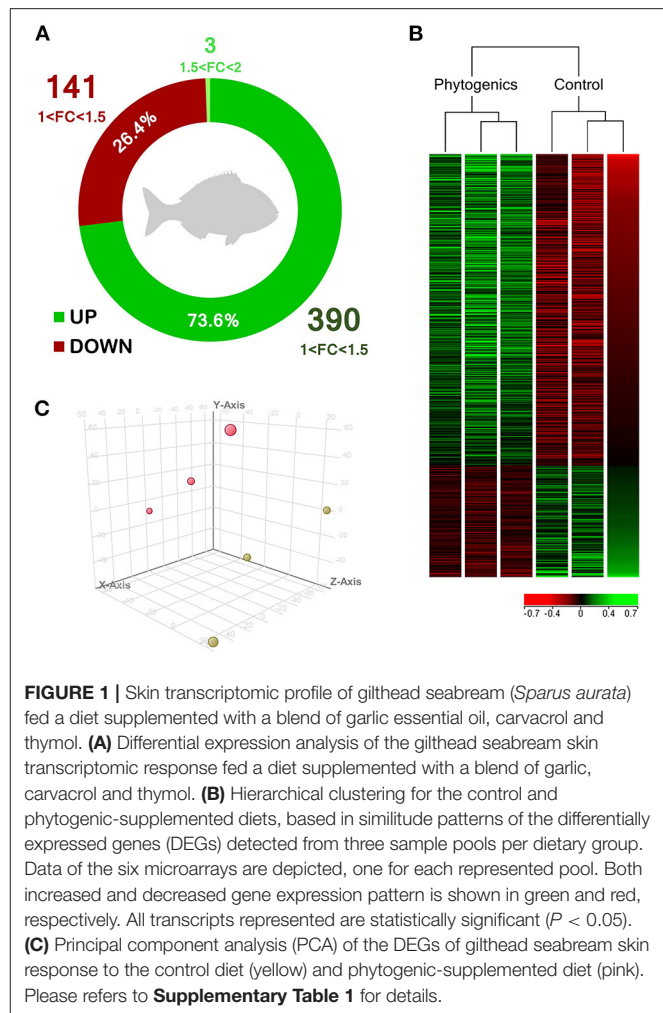 A
3
1.5<FC<2
141
1<FC<1.5
26.4%
73.6%
UP
DOWN
390
1<FC<1.5
B
Phytogenics Control
-0.7 -0.4 0 0.4 0.7
C
Y-Axis
X-Axis
Z-Axis
FIGURE 1 | Skin transcriptomic profile of gilthead seabream (Sparus aurata)
fed a diet supplemented with a blend of garlic essential oil, carvacrol and
thymol. (A) Differential expression analysis of the gilthead seabream skin
transcriptomic response fed a diet supplemented with a blend of garlic,
carvacrol and thymol. (B) Hierarchical clustering for the control and
phytogenic-supplemented diets, based in similitude patterns of the differentially
expressed genes (DEGs) detected from three sample pools per dietary group.
Data of the six microarrays are depicted, one for each represented pool. Both
increased and decreased gene expression pattern is shown in green and red,
respectively. All transcripts represented are statistically significant (P < 0.05).
(C) Principal component analysis (PCA) of the DEGs of gilthead seabream skin
response to the control diet (yellow) and phytogenic-supplemented diet (pink).
Please refers to Supplementary Table 1 for details.